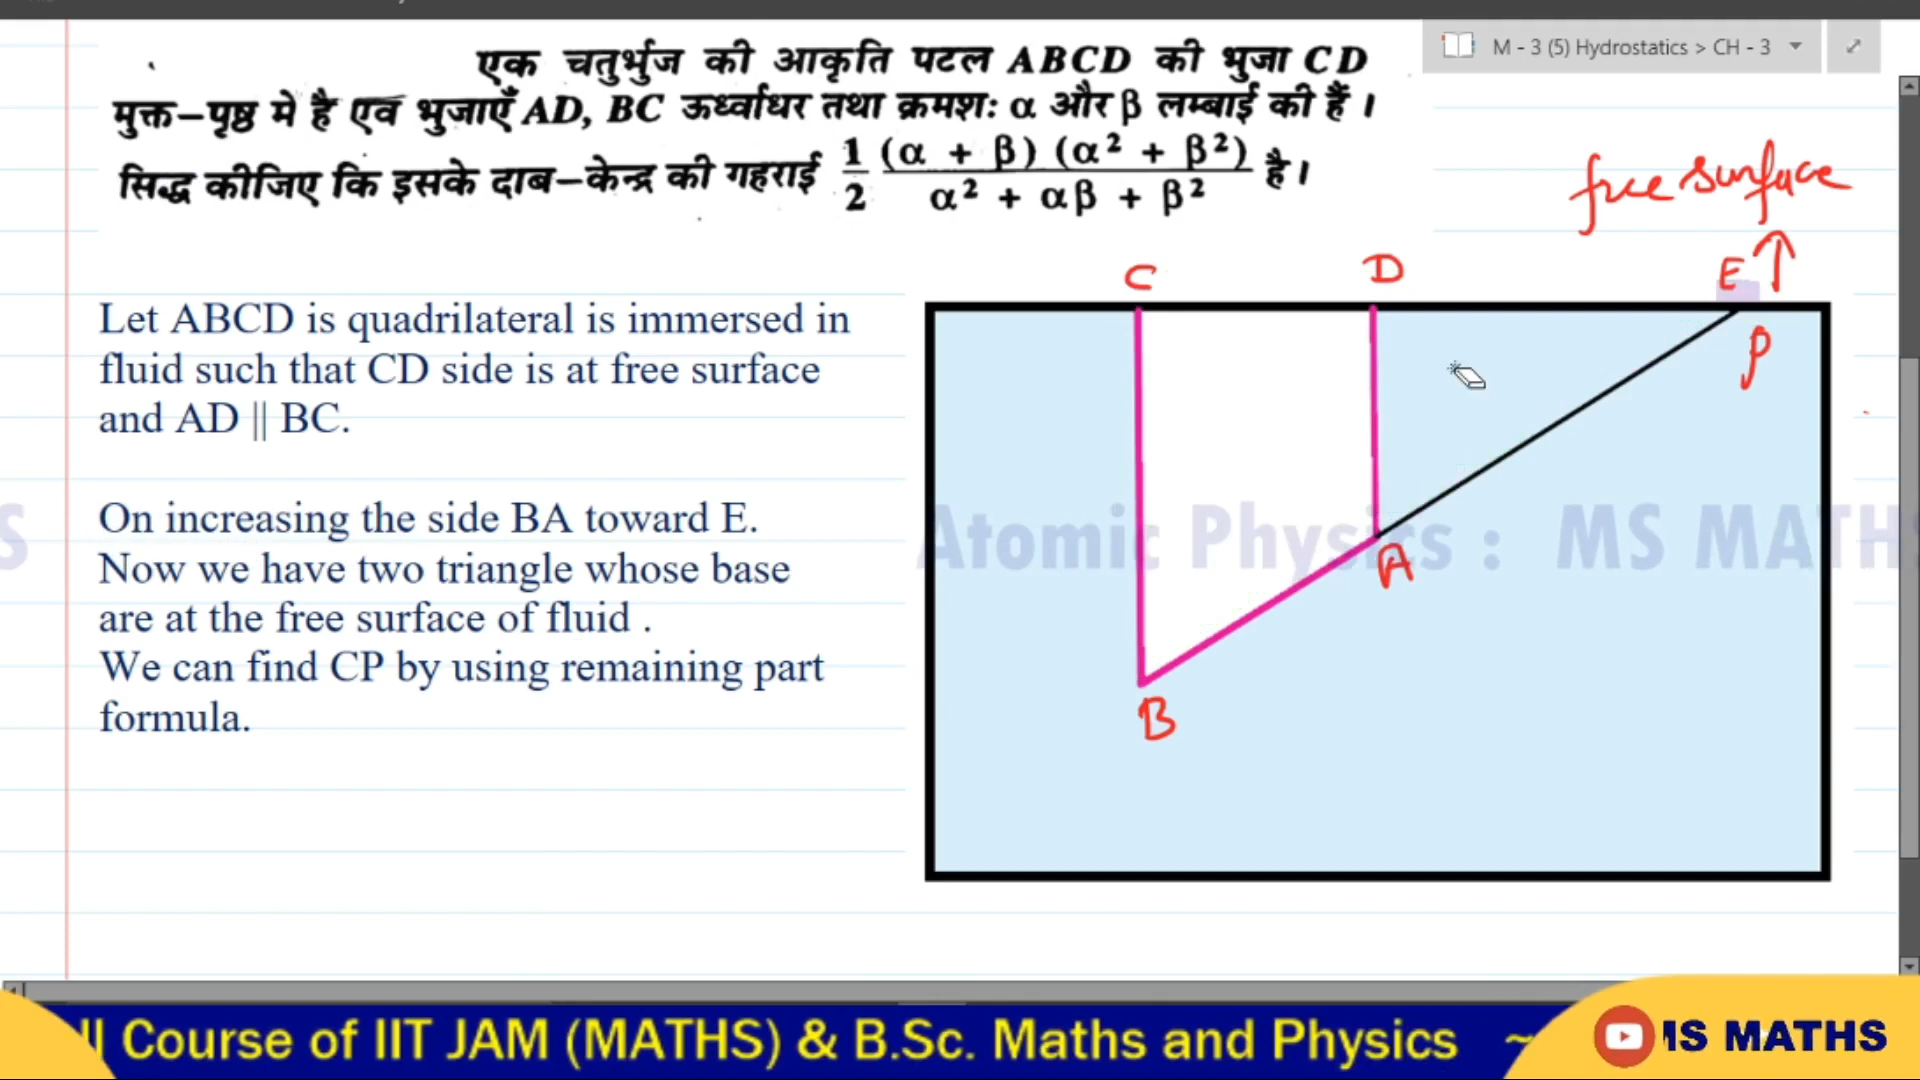 M - 3 (5) Hydrostatics > CH - 3
एक चतुर्भुज की आकृति पटल ABCD की भुजा CD
मुक्त-पृष्ठ मे है एवं भुजाएँ AD, BC ऊर्ध्वाधर तथा क्रमश: α और β लम्बाई की हैं ।
सिद्ध कीजिए कि इसके दाब-केन्द्र की गहराई 1/2 (α + β) (α² + β²) / α² + αβ + β² है ।
free surface
C D E ↑
P
Let ABCD is quadrilateral is immersed in
fluid such that CD side is at free surface
and AD || BC.
On increasing the side BA toward E.
Now we have two triangle whose base
are at the free surface of fluid .
We can find CP by using remaining part
formula.
A
B
S
Atomic Physics : MS MATHS
ll Course of IIT JAM (MATHS) & B.Sc. Maths and Physics ~
MS MATHS